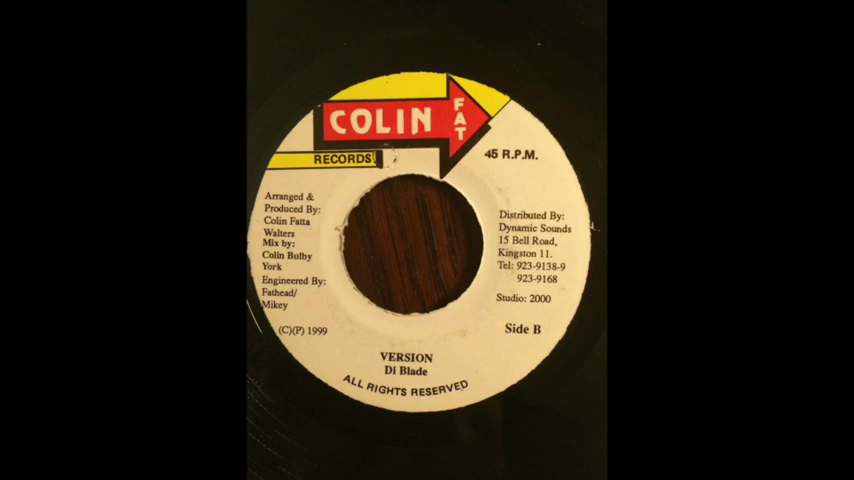 COLIN
FAT
RECORDS
45 R.P.M.
Arranged &
Produced By:
Colin Fatta
Walters
Mix by:
Colin Bulby
York
Engineered By:
Fathead/
Mikey
(C)(P) 1999
Distributed By:
Dynamic Sounds
15 Bell Road,
Kingston 11.
Tel: 923-9138-9
923-9168
Studio: 2000
Side B
VERSION
Di Blade
ALL RIGHTS RESERVED